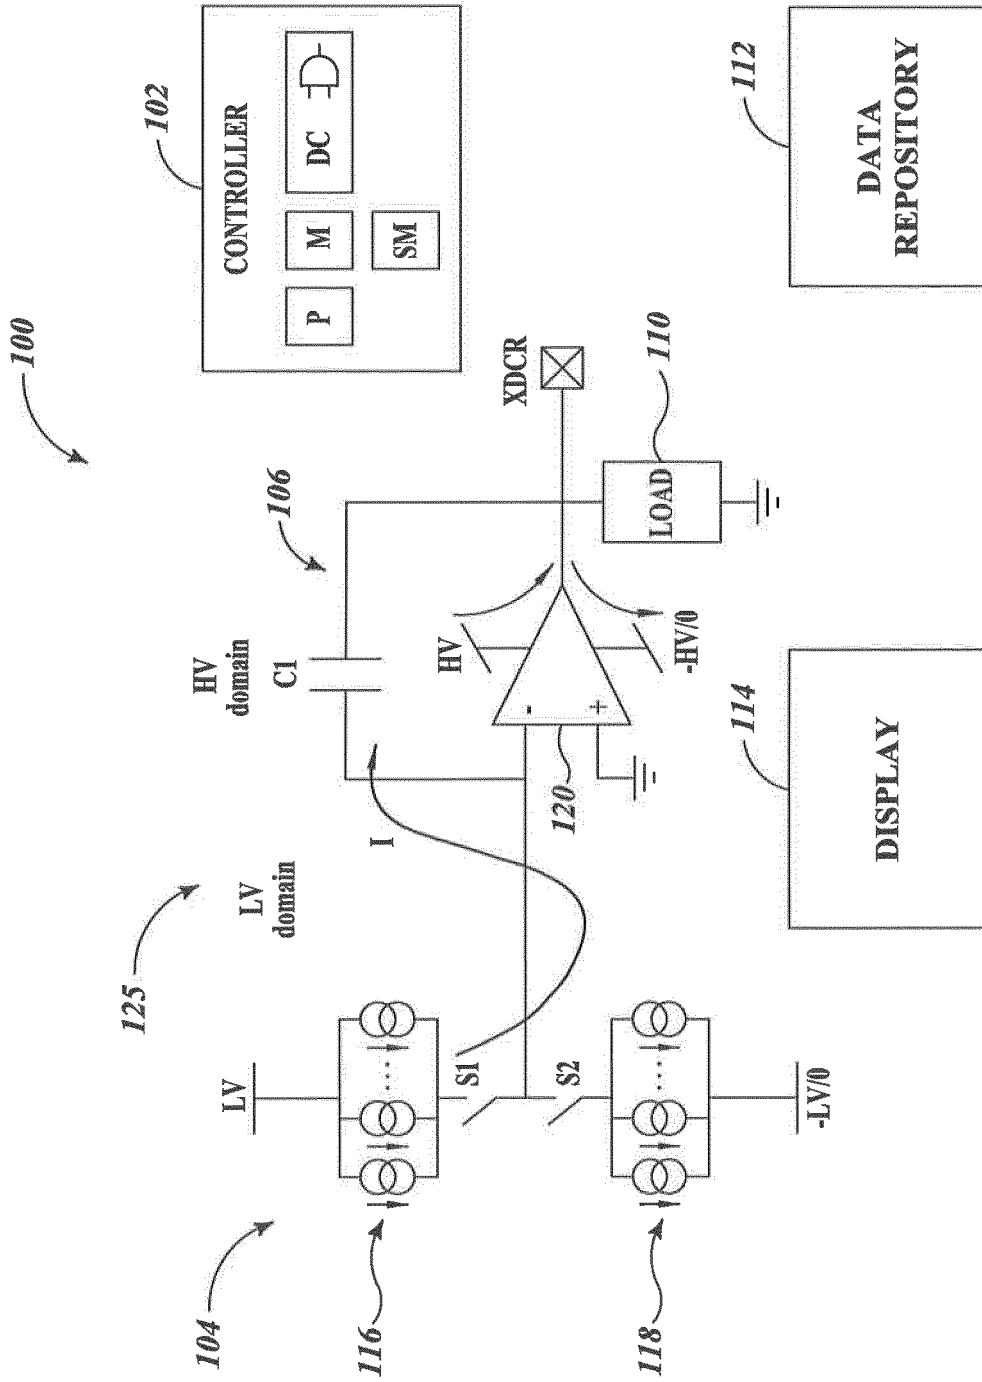 100
102
CONTROLLER
P
M
DC
SM
125
104
106
LV
domain
HV
domain
LV
116
S1
S2
118
-LV/0
I
C1
HV
-
+
120
-HV/0
XDCR
LOAD
110
114
DISPLAY
112
DATA
REPOSITORY